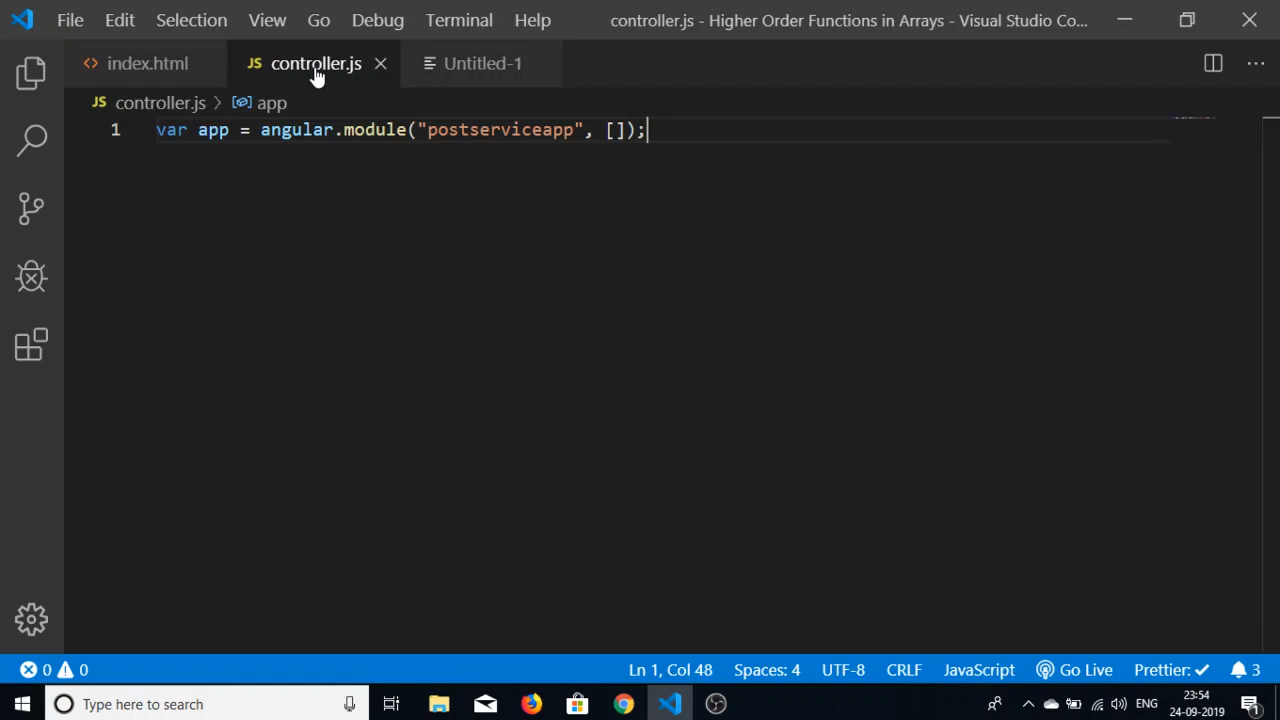 File Edit Selection View Go Debug Terminal Help controller.js - Higher Order Functions in Arrays - Visual Studio Co...
index.html JS controller.js Untitled-1
JS controller.js > app
1 var app = angular.module("postserviceapp", []);
0 0 Ln 1, Col 48 Spaces: 4 UTF-8 CRLF JavaScript Go Live Prettier: 3
Type here to search ENG 23:54
24-09-2019 1